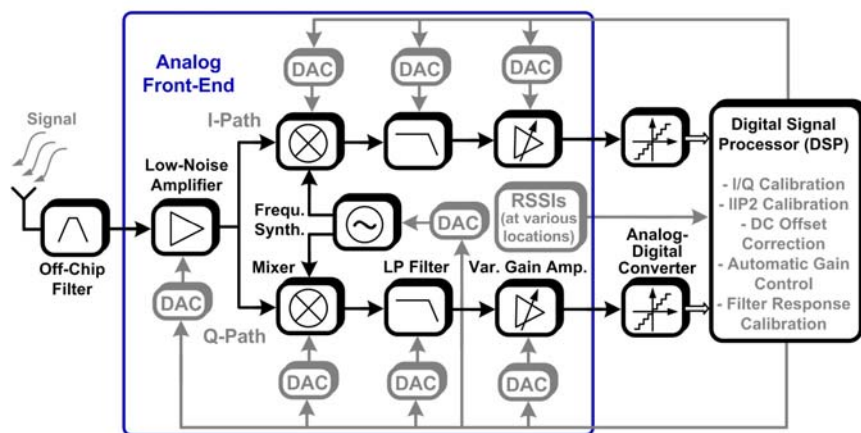 Analog
Front-End
DAC
DAC
DAC
Signal
I-Path
Low-Noise
Amplifier
Digital Signal
Processor (DSP)
Frequ.
Synth.
DAC
RSSIs
(at various
locations)
- I/Q Calibration
- IIP2 Calibration
- DC Offset
Correction
- Automatic Gain
Control
- Filter Response
Calibration
Off-Chip
Filter
Mixer
LP Filter
Var. Gain Amp.
Analog-
Digital
Converter
DAC
Q-Path
DAC
DAC
DAC